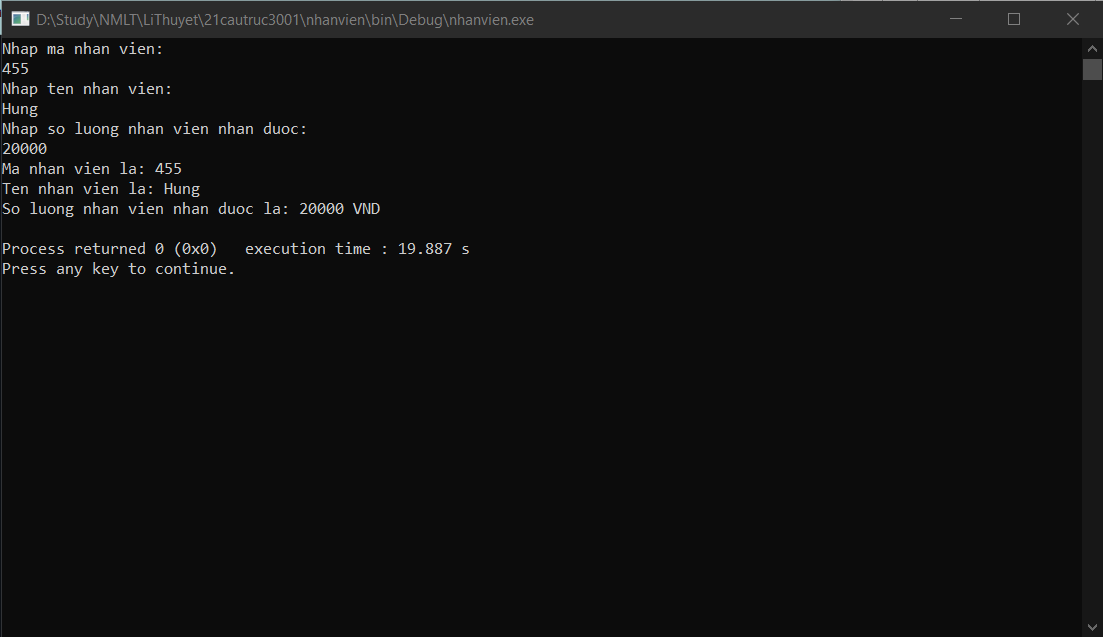 D:\Study\NMLT\LiThuyet\21cautruc3001\nhanvien\bin\Debug\nhanvien.exe
Nhap ma nhan vien:
455
Nhap ten nhan vien:
Hung
Nhap so luong nhan vien nhan duoc:
20000
Ma nhan vien la: 455
Ten nhan vien la: Hung
So luong nhan vien nhan duoc la: 20000 VND
Process returned 0 (0x0)   execution time : 19.887 s
Press any key to continue.